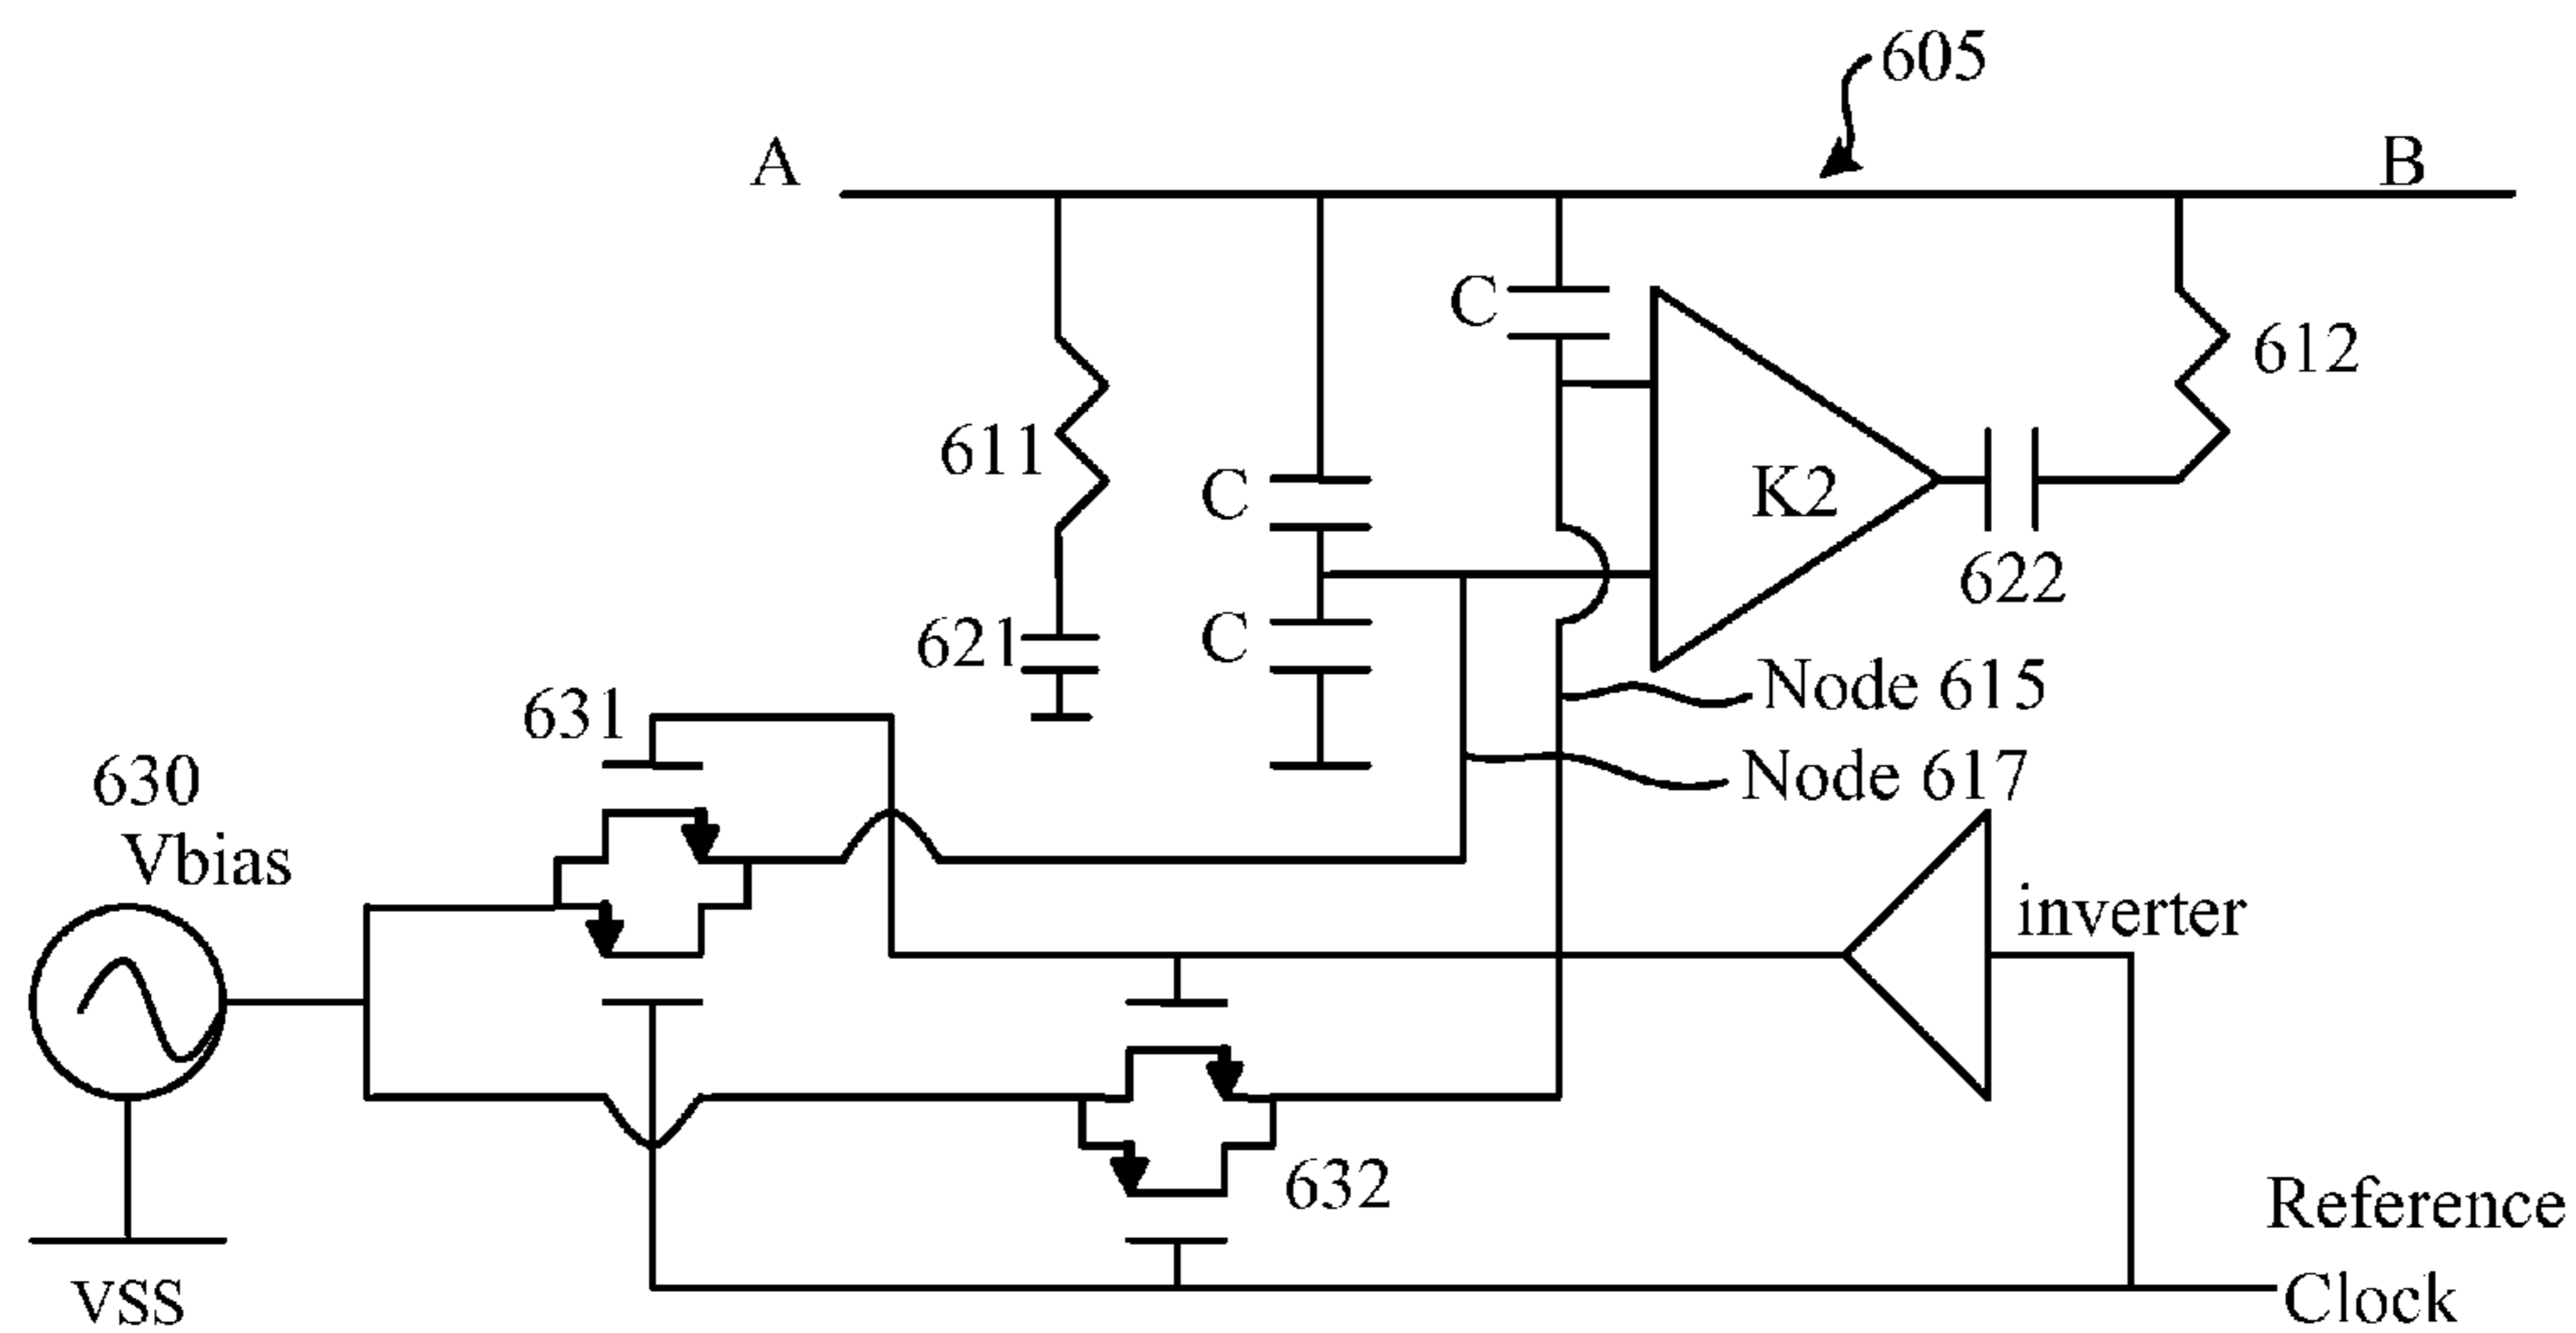 605
A
B
C
612
611
C
K2
622
621
C
Node 615
631
Node 617
630
Vbias
inverter
632
Reference
Clock
VSS